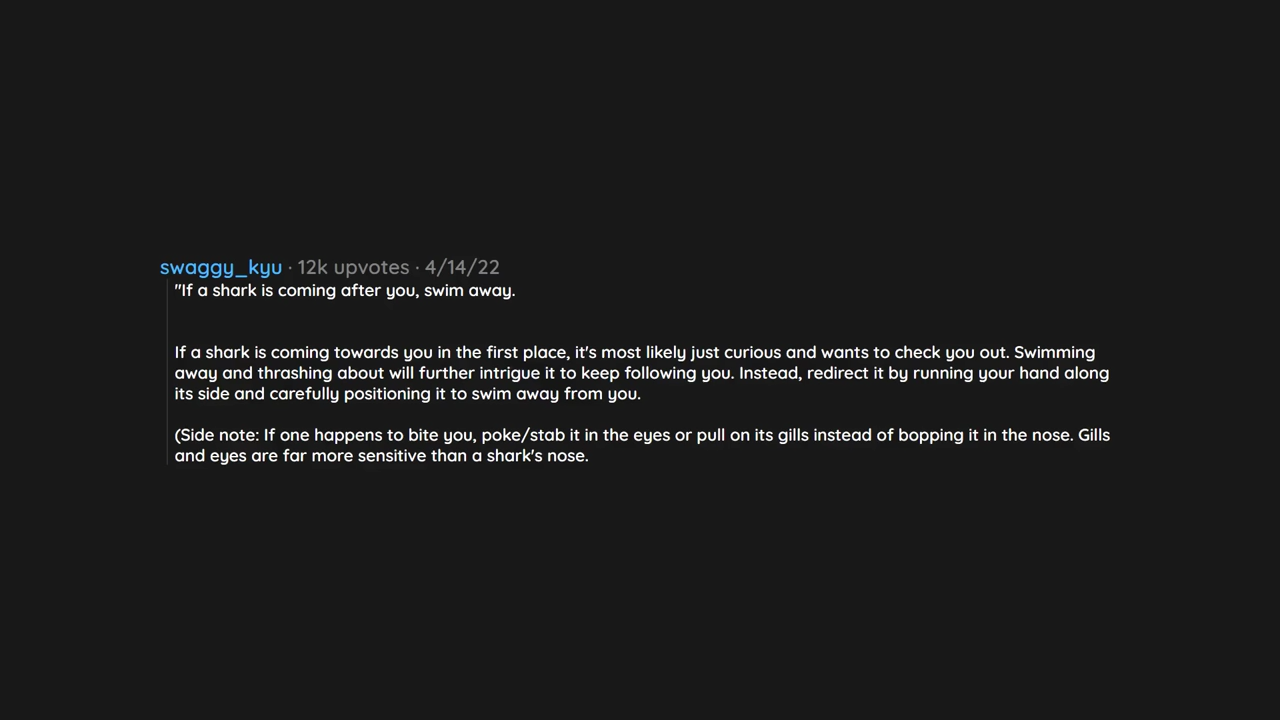 swaggy_kyu · 12k upvotes · 4/14/22
"If a shark is coming after you, swim away.
If a shark is coming towards you in the first place, it's most likely just curious and wants to check you out. Swimming
away and thrashing about will further intrigue it to keep following you. Instead, redirect it by running your hand along
its side and carefully positioning it to swim away from you.
(Side note: If one happens to bite you, poke/stab it in the eyes or pull on its gills instead of bopping it in the nose. Gills
and eyes are far more sensitive than a shark's nose.